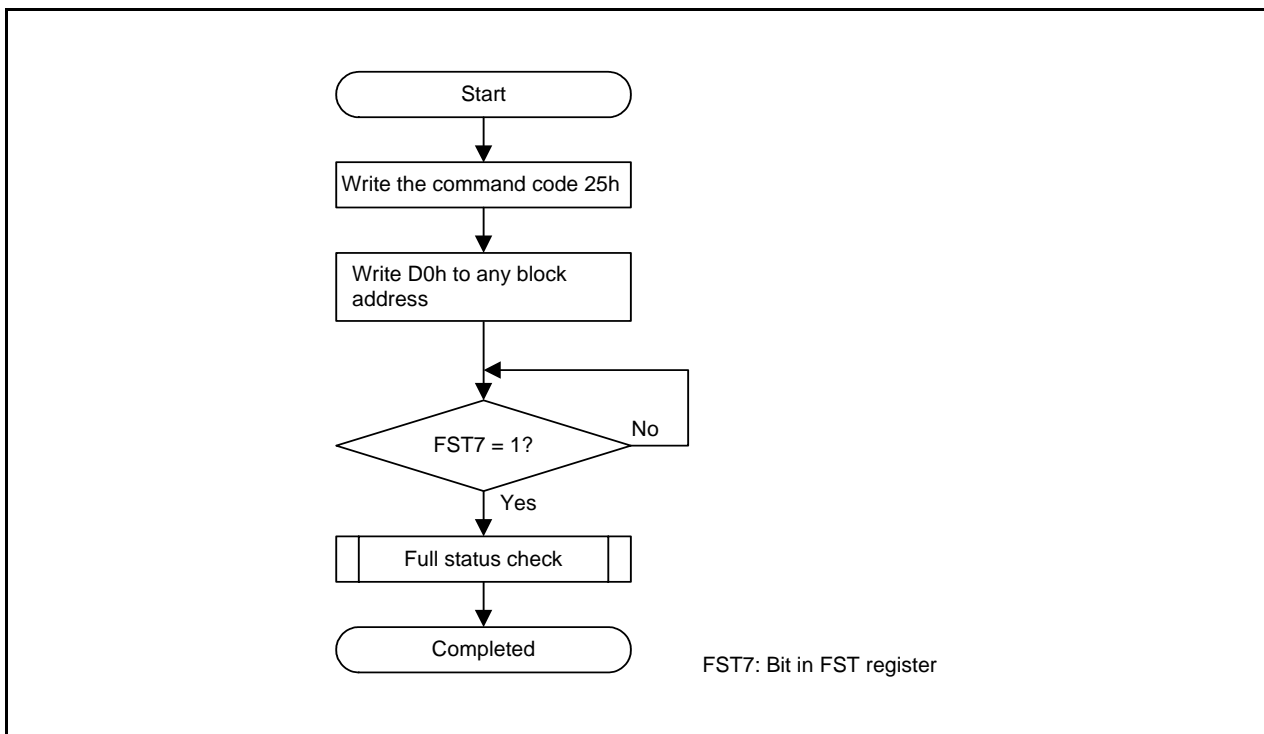 Start
Write the command code 25h
Write D0h to any block
address
FST7 = 1?
No
Yes
Full status check
Completed
FST7: Bit in FST register